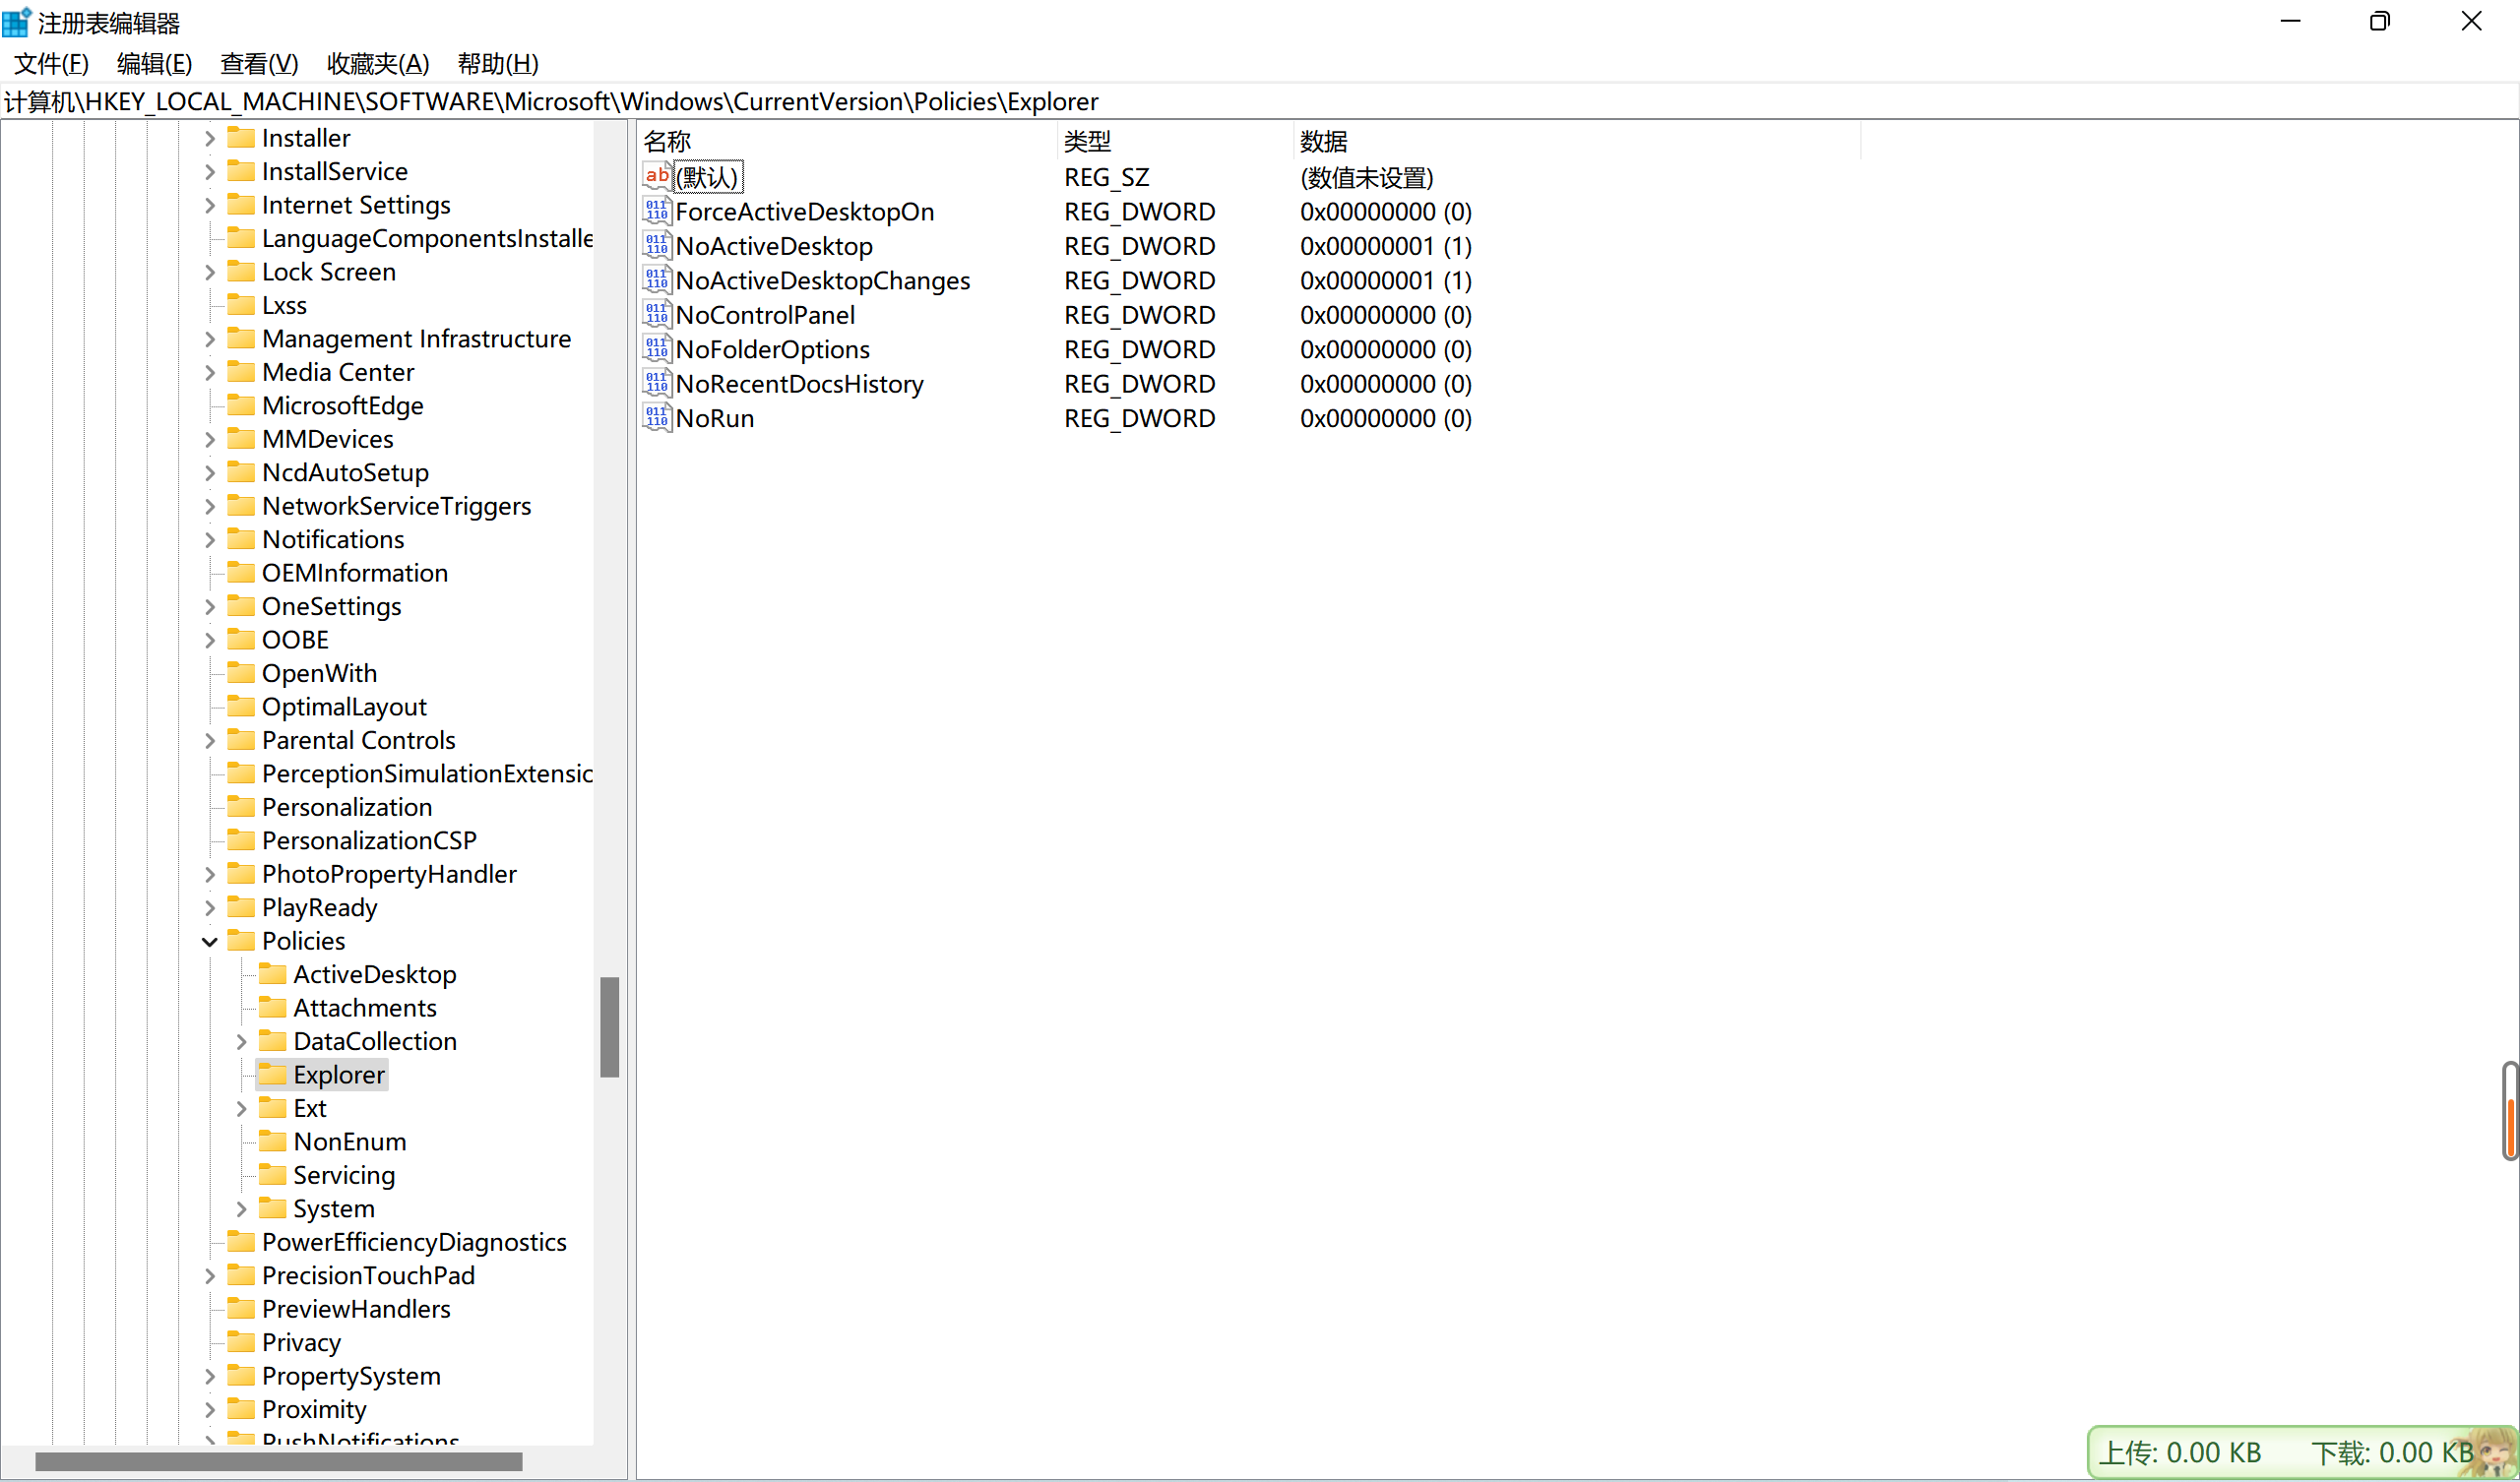 注册表编辑器
文件(F) 编辑(E) 查看(V) 收藏夹(A) 帮助(H)
计算机\HKEY_LOCAL_MACHINE\SOFTWARE\Microsoft\Windows\CurrentVersion\Policies\Explorer
Installer
InstallService
Internet Settings
LanguageComponentsInstalle
Lock Screen
Lxss
Management Infrastructure
Media Center
MicrosoftEdge
MMDevices
NcdAutoSetup
NetworkServiceTriggers
Notifications
OEMInformation
OneSettings
OOBE
OpenWith
OptimalLayout
Parental Controls
PerceptionSimulationExtensic
Personalization
PersonalizationCSP
PhotoPropertyHandler
PlayReady
Policies
ActiveDesktop
Attachments
DataCollection
Explorer
Ext
NonEnum
Servicing
System
PowerEfficiencyDiagnostics
PrecisionTouchPad
PreviewHandlers
Privacy
PropertySystem
Proximity
PushNotifications
名称 类型 数据
(默认) REG_SZ (数值未设置)
ForceActiveDesktopOn REG_DWORD 0x00000000 (0)
NoActiveDesktop REG_DWORD 0x00000001 (1)
NoActiveDesktopChanges REG_DWORD 0x00000001 (1)
NoControlPanel REG_DWORD 0x00000000 (0)
NoFolderOptions REG_DWORD 0x00000000 (0)
NoRecentDocsHistory REG_DWORD 0x00000000 (0)
NoRun REG_DWORD 0x00000000 (0)
上传: 0.00 KB 下载: 0.00 KB